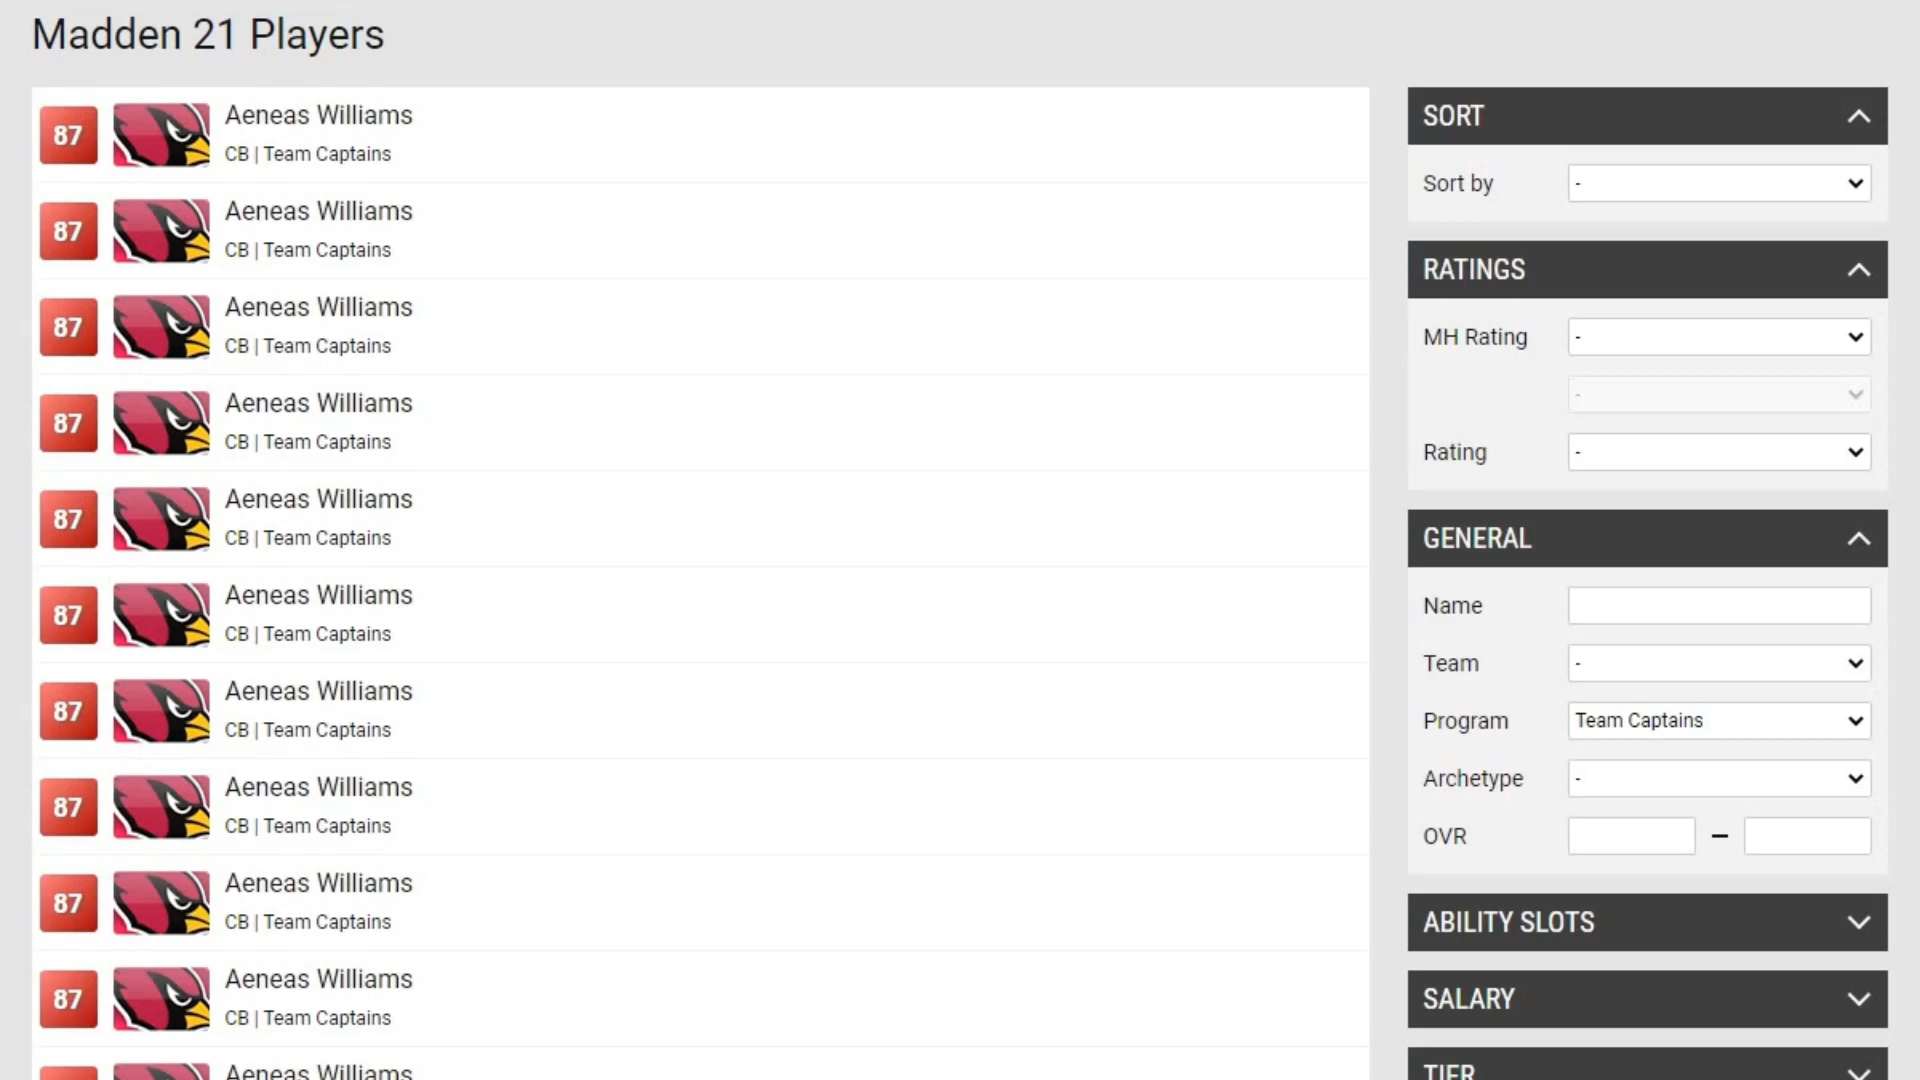 Madden 21 Players
87
Aeneas Williams
CB | Team Captains
87
Aeneas Williams
CB | Team Captains
87
Aeneas Williams
CB | Team Captains
87
Aeneas Williams
CB | Team Captains
87
Aeneas Williams
CB | Team Captains
87
Aeneas Williams
CB | Team Captains
87
Aeneas Williams
CB | Team Captains
87
Aeneas Williams
CB | Team Captains
87
Aeneas Williams
CB | Team Captains
87
Aeneas Williams
CB | Team Captains
Aeneas Williams
SORT
Sort by -
RATINGS
MH Rating -
-
Rating -
GENERAL
Name
Team -
Program Team Captains
Archetype -
OVR –
ABILITY SLOTS
SALARY
TIER